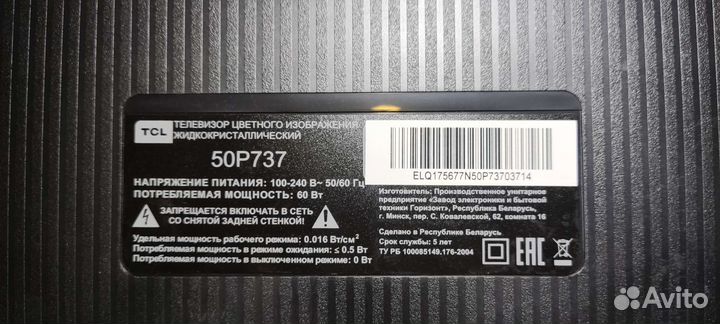 TCL
ТЕЛЕВИЗОР ЦВЕТНОГО ИЗОБРАЖЕНИЯ
ЖИДКОКРИСТАЛЛИЧЕСКИЙ
50P737
НАПРЯЖЕНИЕ ПИТАНИЯ: 100-240 В~ 50/60 Гц
ПОТРЕБЛЯЕМАЯ МОЩНОСТЬ: 60 Вт
ЗАПРЕЩАЕТСЯ ВКЛЮЧАТЬ В СЕТЬ
СО СНЯТОЙ ЗАДНЕЙ СТЕНКОЙ!
Удельная мощность рабочего режима: 0.016 Вт/см²
Потребляемая мощность в режиме ожидания: ≤ 0.5 Вт
Потребляемая мощность в выключенном режиме: 0 Вт
ELQ175677N50P73703714
Изготовитель: Производственное унитарное
предприятие «Завод электроники и бытовой
техники Горизонт», Республика Беларусь,
г. Минск, пер. С. Ковалевской, 62, комната 16
Сделано в Республике Беларусь
Срок службы: 5 лет
ТУ РБ 100085149.176-2004
EAC
Avito